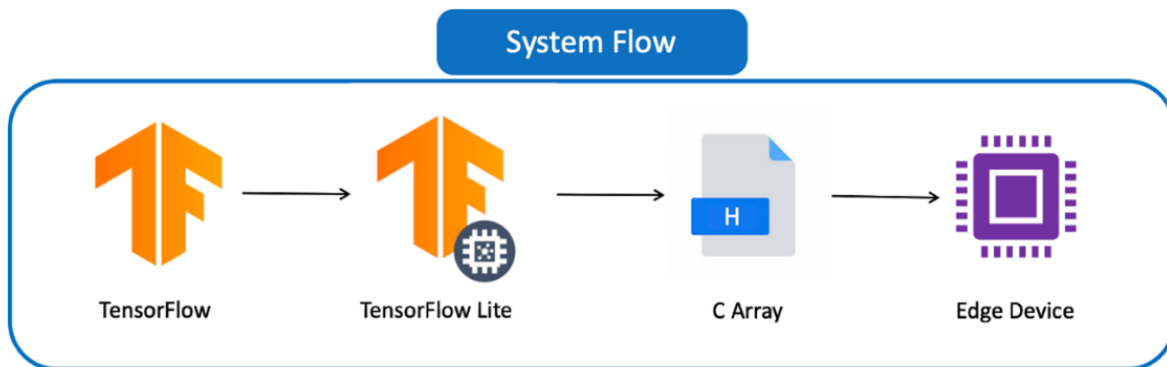 System Flow
H
TensorFlow
TensorFlow Lite
C Array
Edge Device